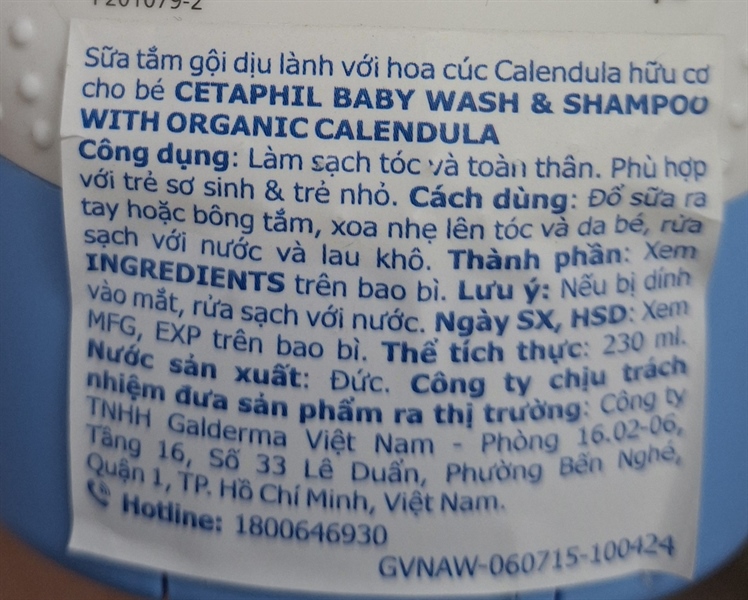 Sữa tắm gội dịu lành với hoa cúc Calendula hữu cơ
cho bé CETAPHIL BABY WASH & SHAMPOO
WITH ORGANIC CALENDULA
Công dụng: Làm sạch tóc và toàn thân. Phù hợp
với trẻ sơ sinh & trẻ nhỏ. Cách dùng: Đổ sữa ra
tay hoặc bông tắm, xoa nhẹ lên tóc và da bé, rửa
sạch với nước và lau khô. Thành phần: Xem
INGREDIENTS trên bao bì. Lưu ý: Nếu bị dính
vào mắt, rửa sạch với nước. Ngày SX, HSD: Xem
MFG, EXP trên bao bì. Thể tích thực: 230 ml.
Nước sản xuất: Đức. Công ty chịu trách
nhiệm đưa sản phẩm ra thị trường: Công ty
TNHH Galderma Việt Nam - Phòng 16.02-06,
Tầng 16, Số 33 Lê Duẩn, Phường Bến Nghé,
Quận 1, TP. Hồ Chí Minh, Việt Nam.
Hotline: 1800646930
GVNAW-060715-100424